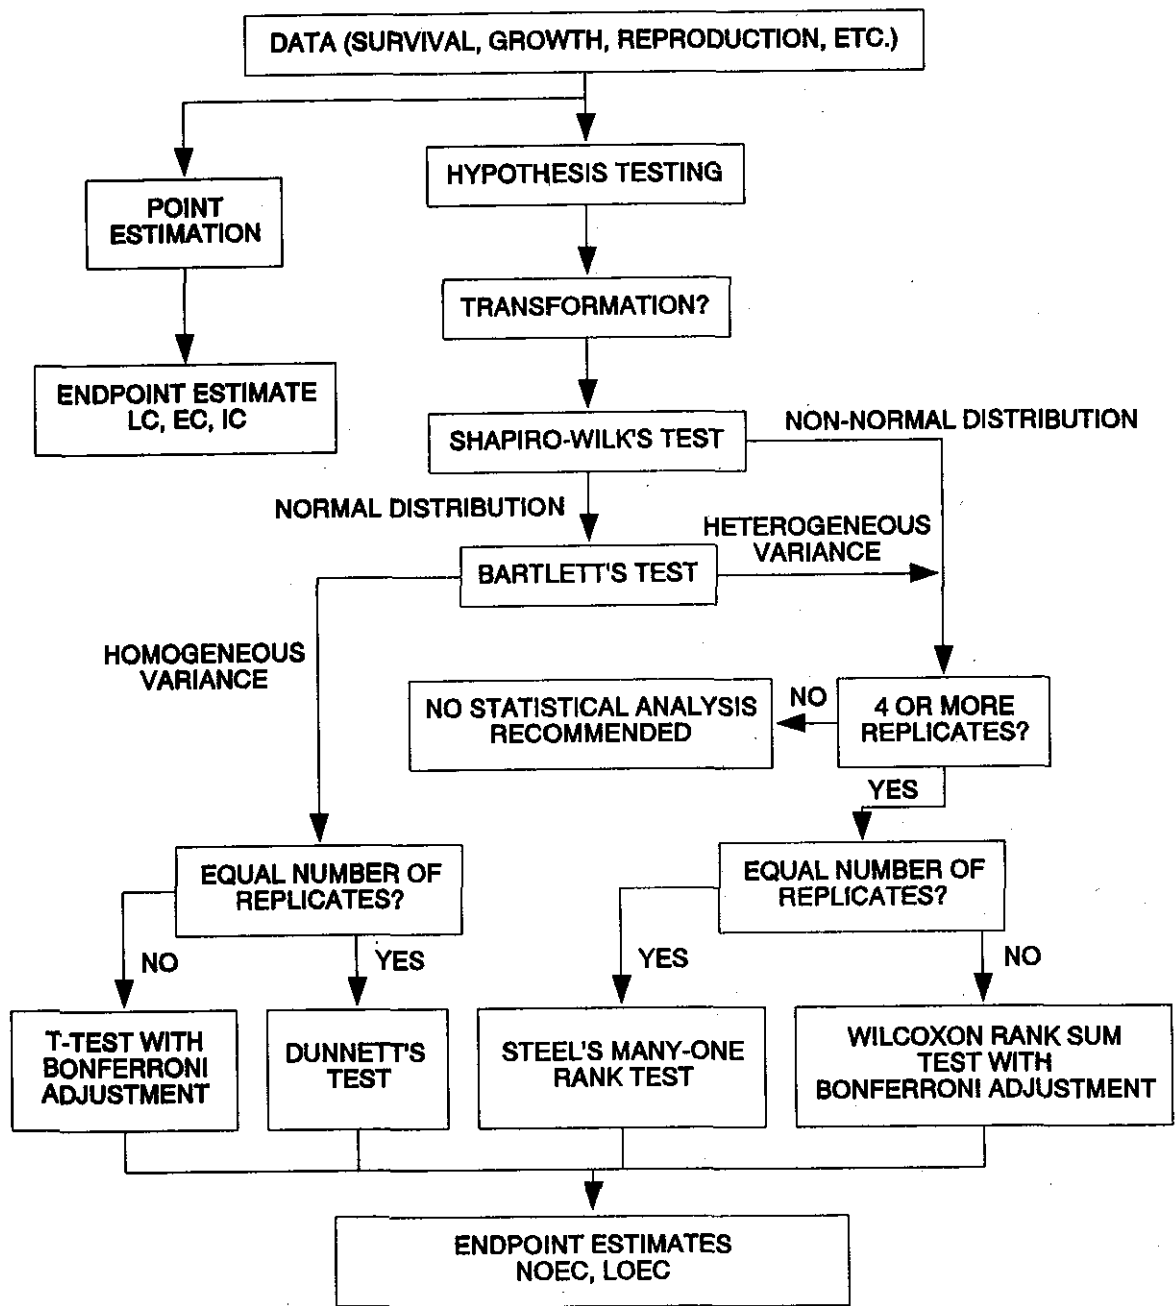 DATA (SURVIVAL, GROWTH, REPRODUCTION, ETC.)
HYPOTHESIS TESTING
POINT
ESTIMATION
TRANSFORMATION?
ENDPOINT ESTIMATE
LC, EC, IC
SHAPIRO-WILK'S TEST
NON-NORMAL DISTRIBUTION
NORMAL DISTRIBUTION
HETEROGENEOUS
VARIANCE
BARTLETT'S TEST
HOMOGENEOUS
VARIANCE
NO STATISTICAL ANALYSIS
RECOMMENDED
NO
4 OR MORE
REPLICATES?
YES
EQUAL NUMBER OF
REPLICATES?
EQUAL NUMBER OF
REPLICATES?
NO
YES
YES
NO
T-TEST WITH
BONFERRONI
ADJUSTMENT
DUNNETT'S
TEST
STEEL'S MANY-ONE
RANK TEST
WILCOXON RANK SUM
TEST WITH
BONFERRONI ADJUSTMENT
ENDPOINT ESTIMATES
NOEC, LOEC